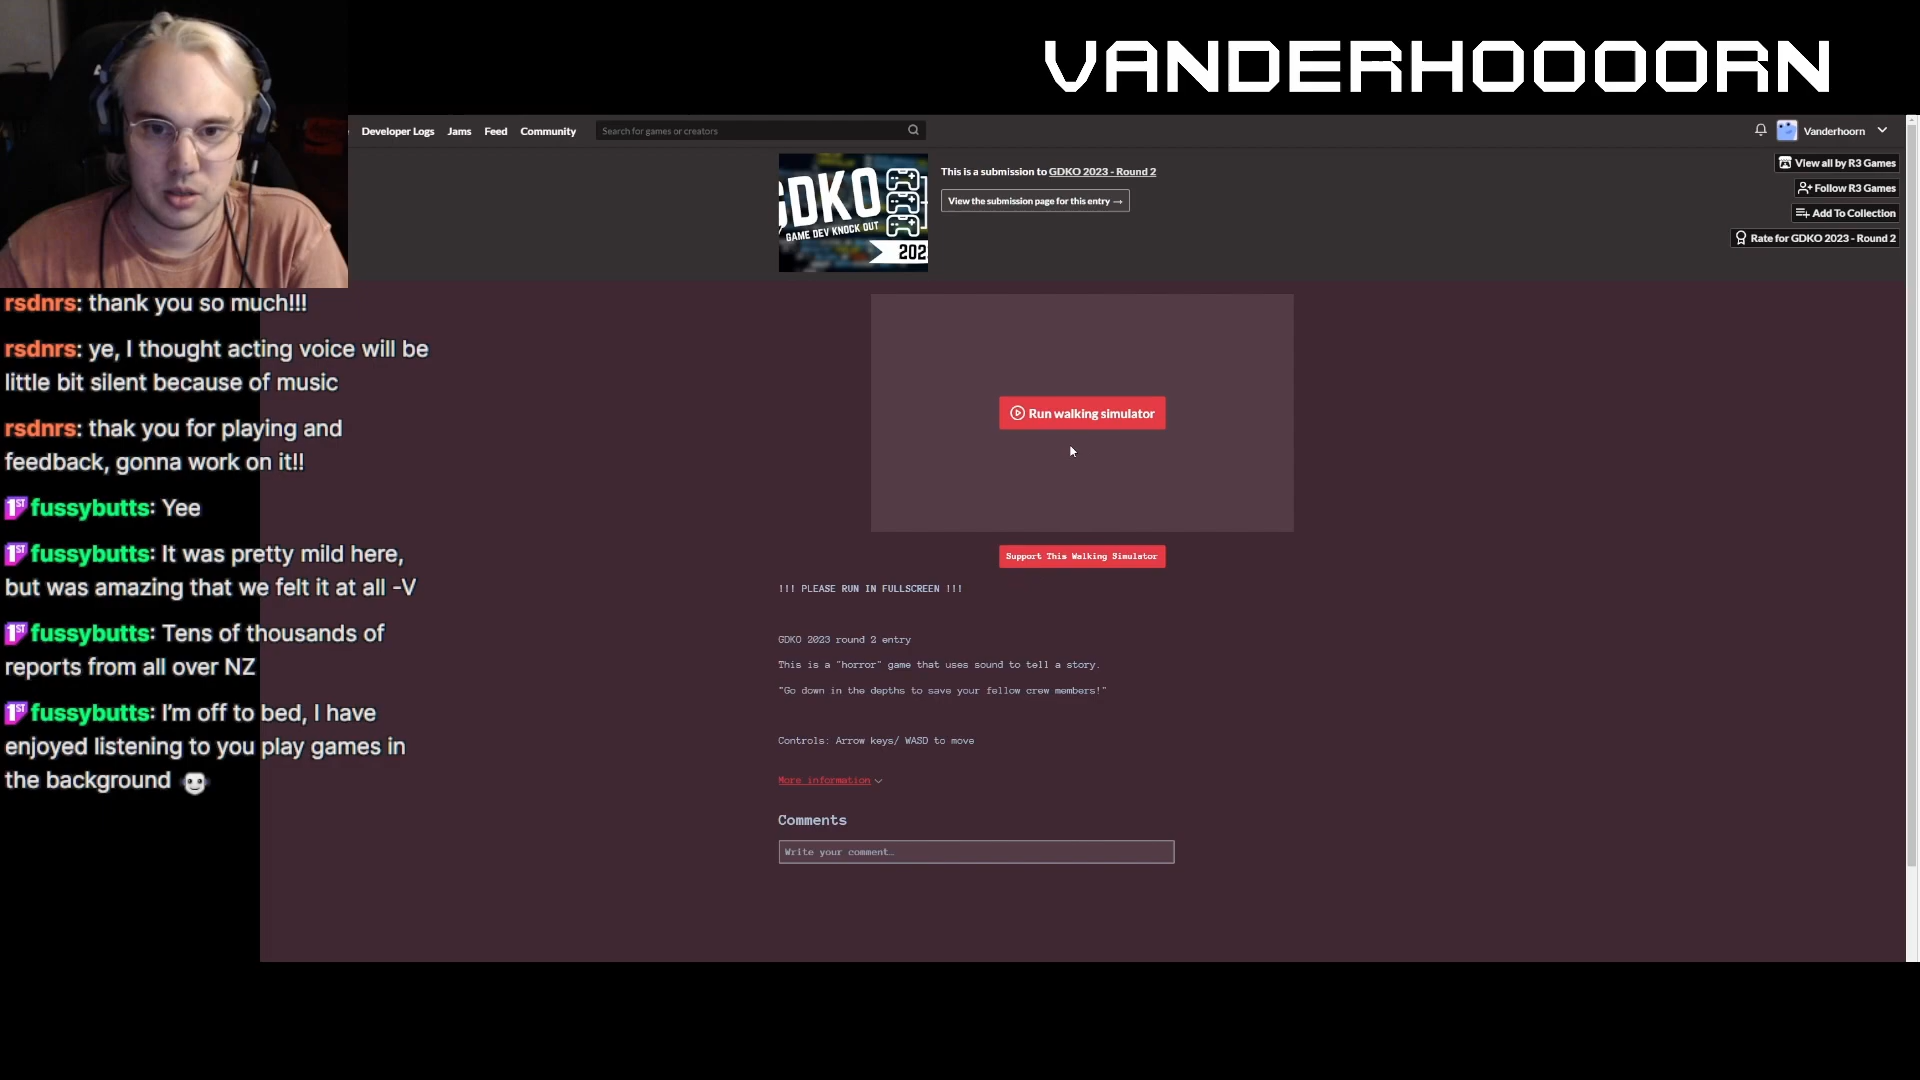 VANDERHOOOORN
Developer Logs Jams Feed Community Search for games or creators Vanderhoorn
GDKO
GAME DEV KNOCK OUT
202
This is a submission to GDKO 2023 - Round 2
View the submission page for this entry →
View all by R3 Games
Follow R3 Games
Add To Collection
Rate for GDKO 2023 - Round 2
rsdnrs: thank you so much!!!
rsdnrs: ye, I thought acting voice will be
little bit silent because of music
rsdnrs: thak you for playing and
feedback, gonna work on it!!
1ST fussybutts: Yee
1ST fussybutts: It was pretty mild here,
but was amazing that we felt it at all -V
1ST fussybutts: Tens of thousands of
reports from all over NZ
1ST fussybutts: I'm off to bed, I have
enjoyed listening to you play games in
the background
Run walking simulator
Support This Walking Simulator
!!! PLEASE RUN IN FULLSCREEN !!!
GDKO 2023 round 2 entry
This is a "horror" game that uses sound to tell a story.
"Go down in the depths to save your fellow crew members!"
Controls: Arrow keys/ WASD to move
More information
Comments
Write your comment…